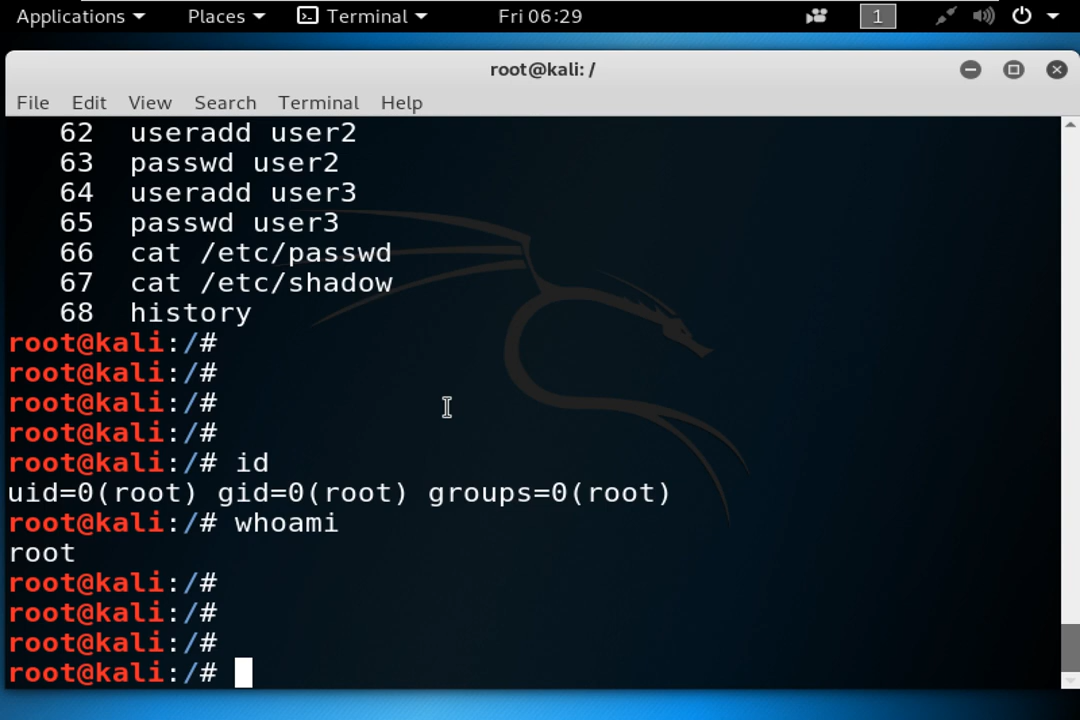 Applications Places Terminal Fri 06:29 1
root@kali: /
File Edit View Search Terminal Help
62 useradd user2
63 passwd user2
64 useradd user3
65 passwd user3
66 cat /etc/passwd
67 cat /etc/shadow
68 history
root@kali:/#
root@kali:/#
root@kali:/#
root@kali:/#
root@kali:/# id
uid=0(root) gid=0(root) groups=0(root)
root@kali:/# whoami
root
root@kali:/#
root@kali:/#
root@kali:/#
root@kali:/#